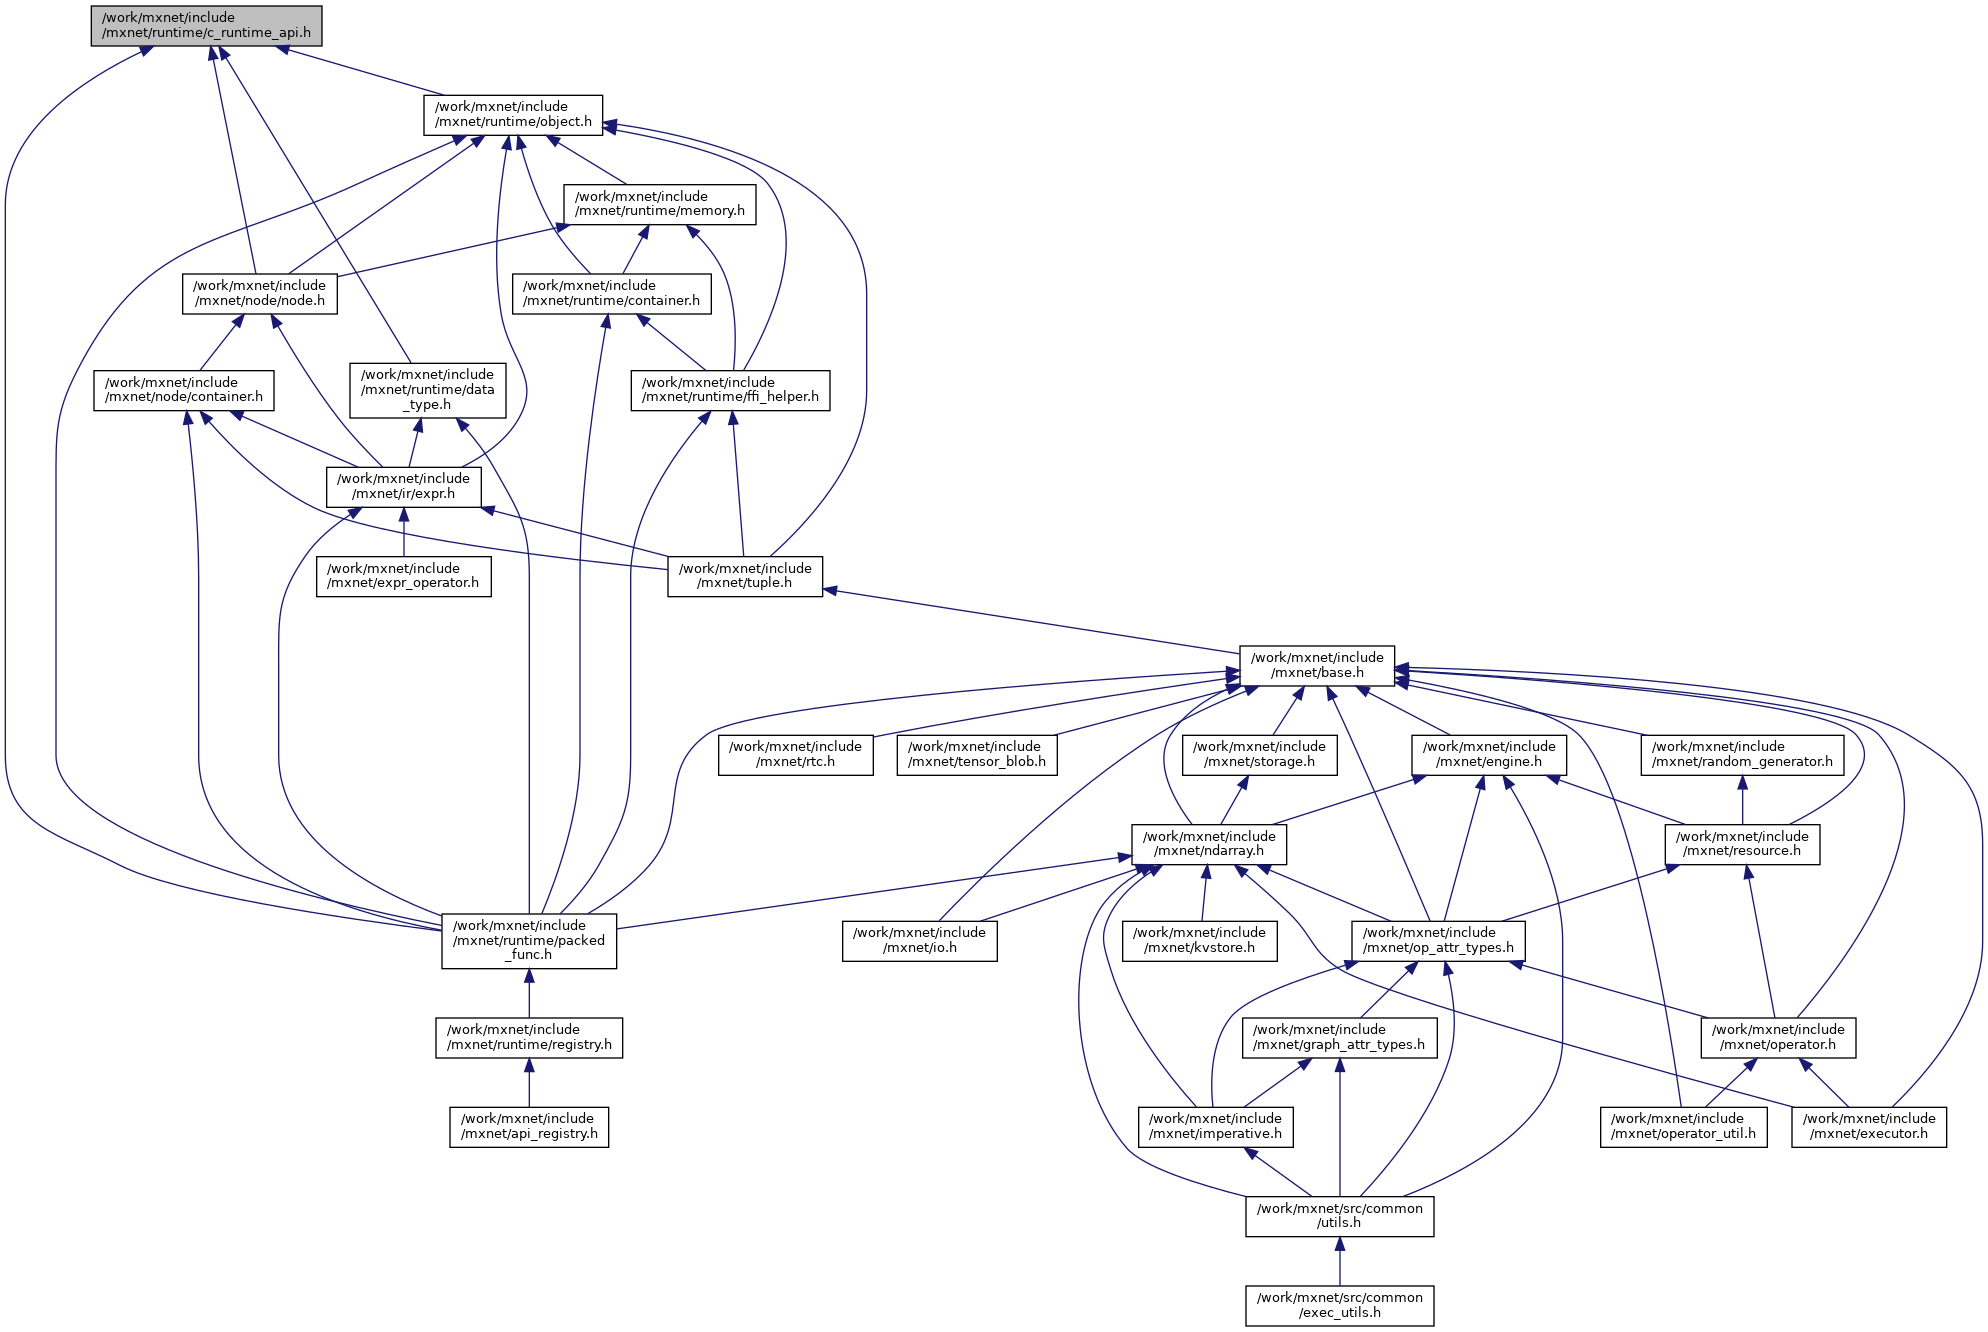 /work/mxnet/include
/mxnet/runtime/c_runtime_api.h
/work/mxnet/include
/mxnet/runtime/object.h
/work/mxnet/include
/mxnet/runtime/memory.h
/work/mxnet/include
/mxnet/node/node.h
/work/mxnet/include
/mxnet/runtime/container.h
/work/mxnet/include
/mxnet/node/container.h
/work/mxnet/include
/mxnet/runtime/data
_type.h
/work/mxnet/include
/mxnet/runtime/ffi_helper.h
/work/mxnet/include
/mxnet/ir/expr.h
/work/mxnet/include
/mxnet/expr_operator.h
/work/mxnet/include
/mxnet/tuple.h
/work/mxnet/include
/mxnet/base.h
/work/mxnet/include
/mxnet/rtc.h
/work/mxnet/include
/mxnet/tensor_blob.h
/work/mxnet/include
/mxnet/storage.h
/work/mxnet/include
/mxnet/engine.h
/work/mxnet/include
/mxnet/random_generator.h
/work/mxnet/include
/mxnet/ndarray.h
/work/mxnet/include
/mxnet/resource.h
/work/mxnet/include
/mxnet/runtime/packed
_func.h
/work/mxnet/include
/mxnet/io.h
/work/mxnet/include
/mxnet/kvstore.h
/work/mxnet/include
/mxnet/op_attr_types.h
/work/mxnet/include
/mxnet/runtime/registry.h
/work/mxnet/include
/mxnet/graph_attr_types.h
/work/mxnet/include
/mxnet/operator.h
/work/mxnet/include
/mxnet/api_registry.h
/work/mxnet/include
/mxnet/imperative.h
/work/mxnet/include
/mxnet/operator_util.h
/work/mxnet/include
/mxnet/executor.h
/work/mxnet/src/common
/utils.h
/work/mxnet/src/common
/exec_utils.h